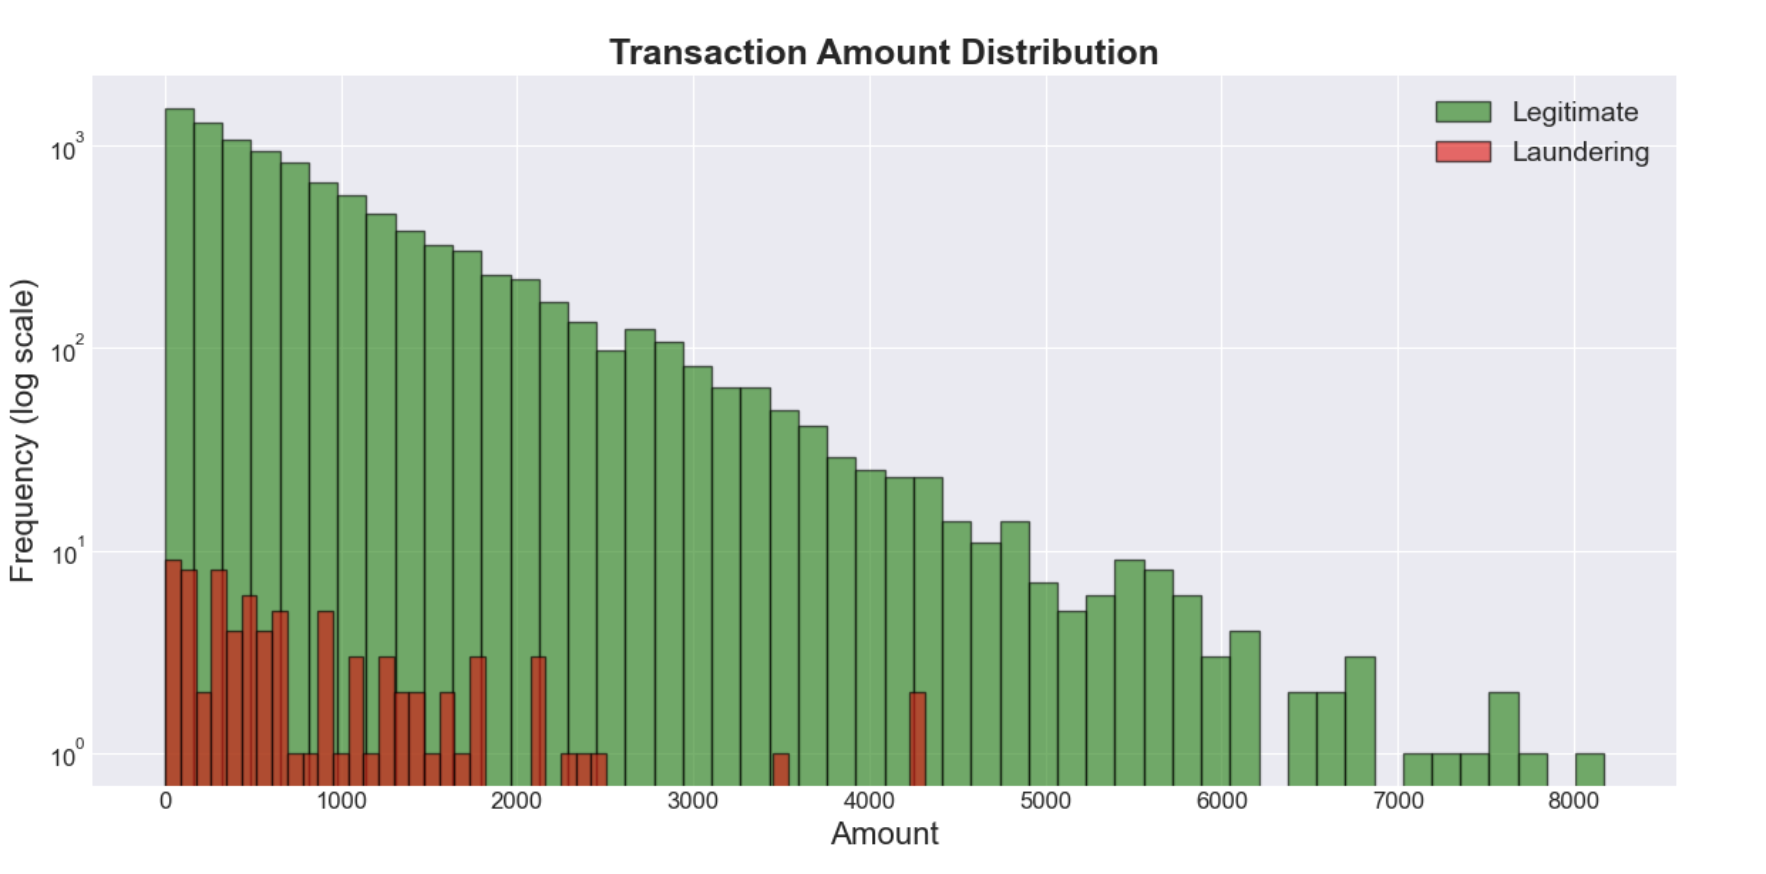 Transaction Amount Distribution
Legitimate
Laundering
Frequency (log scale)
10³
10²
10¹
10⁰
0 1000 2000 3000 4000 5000 6000 7000 8000
Amount